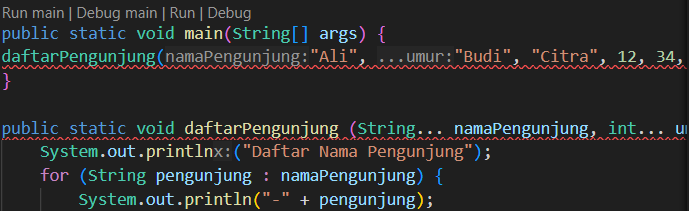 Run main | Debug main | Run | Debug
public static void main(String[] args) {
daftarPengunjung(namaPengunjung:"Ali", ...umur:"Budi", "Citra", 12, 34,
}
public static void daftarPengunjung (String... namaPengunjung, int... u
System.out.printlnx:("Daftar Nama Pengunjung");
for (String pengunjung : namaPengunjung) {
System.out.println("-" + pengunjung);